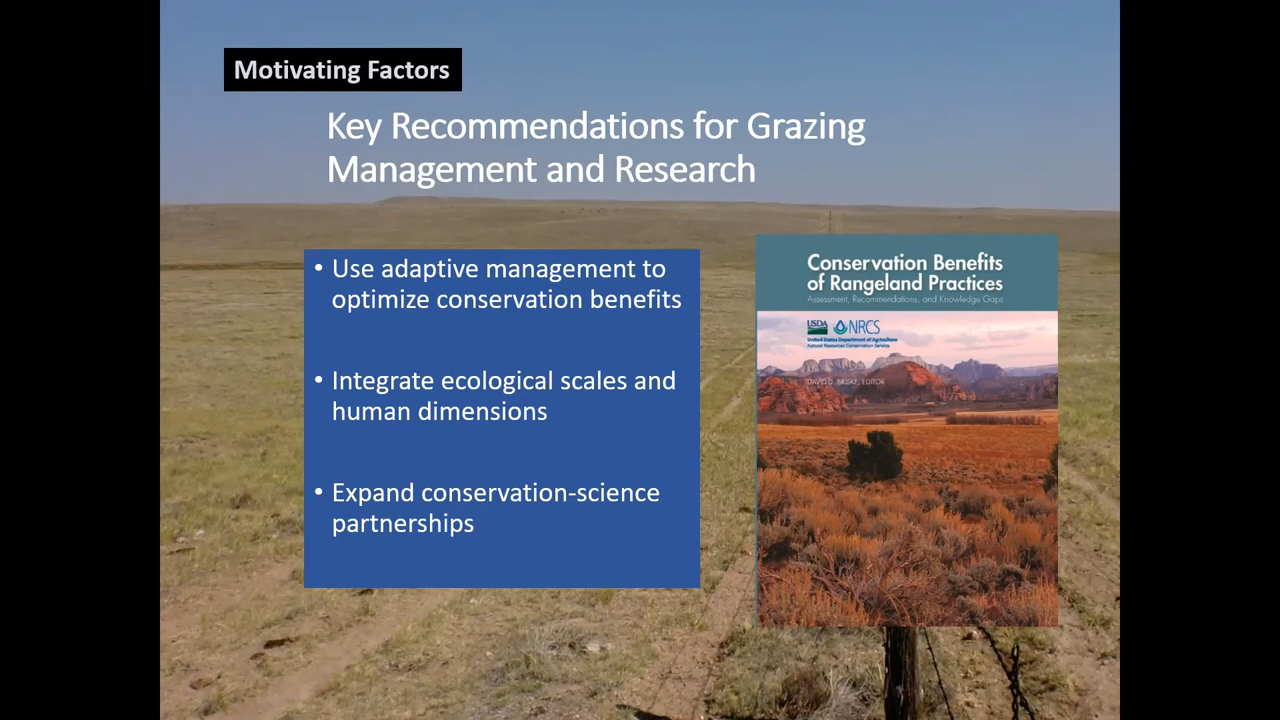 Motivating Factors
Key Recommendations for Grazing
Management and Research
• Use adaptive management to
optimize conservation benefits
• Integrate ecological scales and
human dimensions
• Expand conservation-science
partnerships
Conservation Benefits
of Rangeland Practices
Assessment, Recommendations, and Knowledge Gaps
USDA NRCS
United States Department of Agriculture
Natural Resources Conservation Service
DAVID D. BRISKE, EDITOR